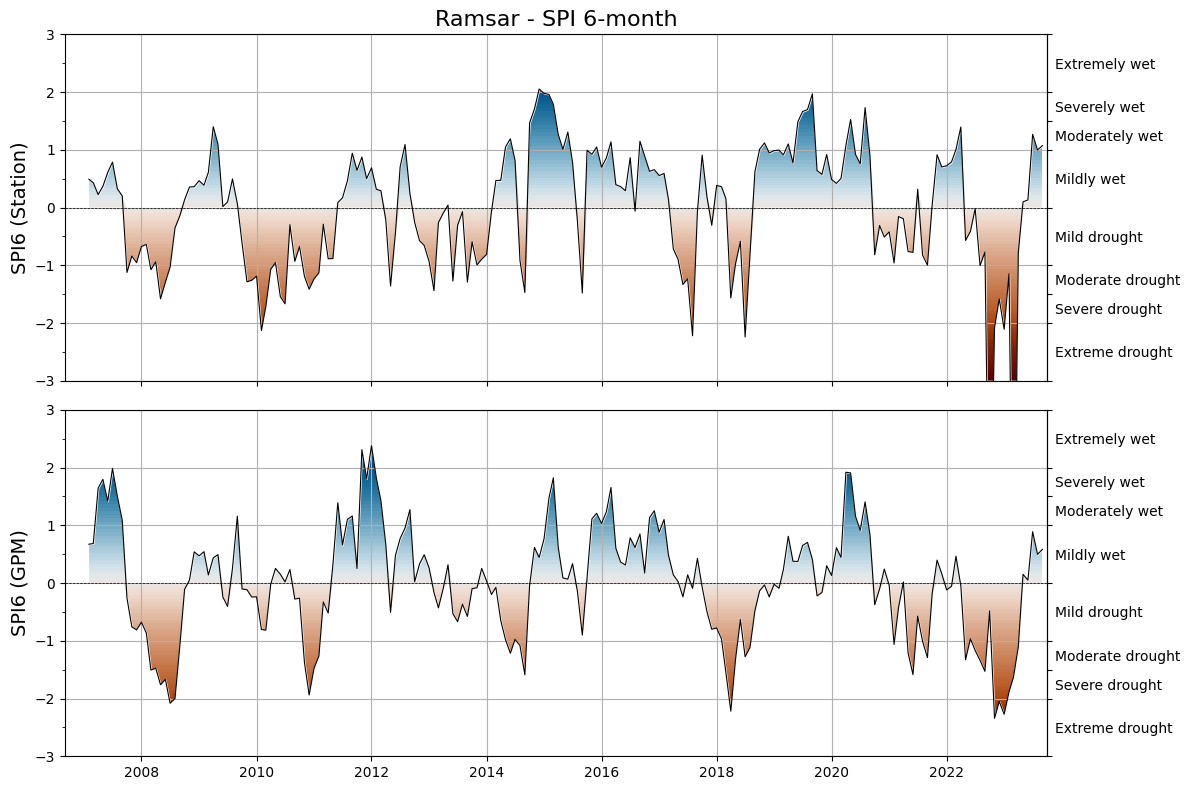 Ramsar - SPI 6-month
SPI6 (Station)
3
2
1
0
−1
−2
−3
Extremely wet
Severely wet
Moderately wet
Mildly wet
Mild drought
Moderate drought
Severe drought
Extreme drought
SPI6 (GPM)
3
2
1
0
−1
−2
−3
Extremely wet
Severely wet
Moderately wet
Mildly wet
Mild drought
Moderate drought
Severe drought
Extreme drought
2008 2010 2012 2014 2016 2018 2020 2022